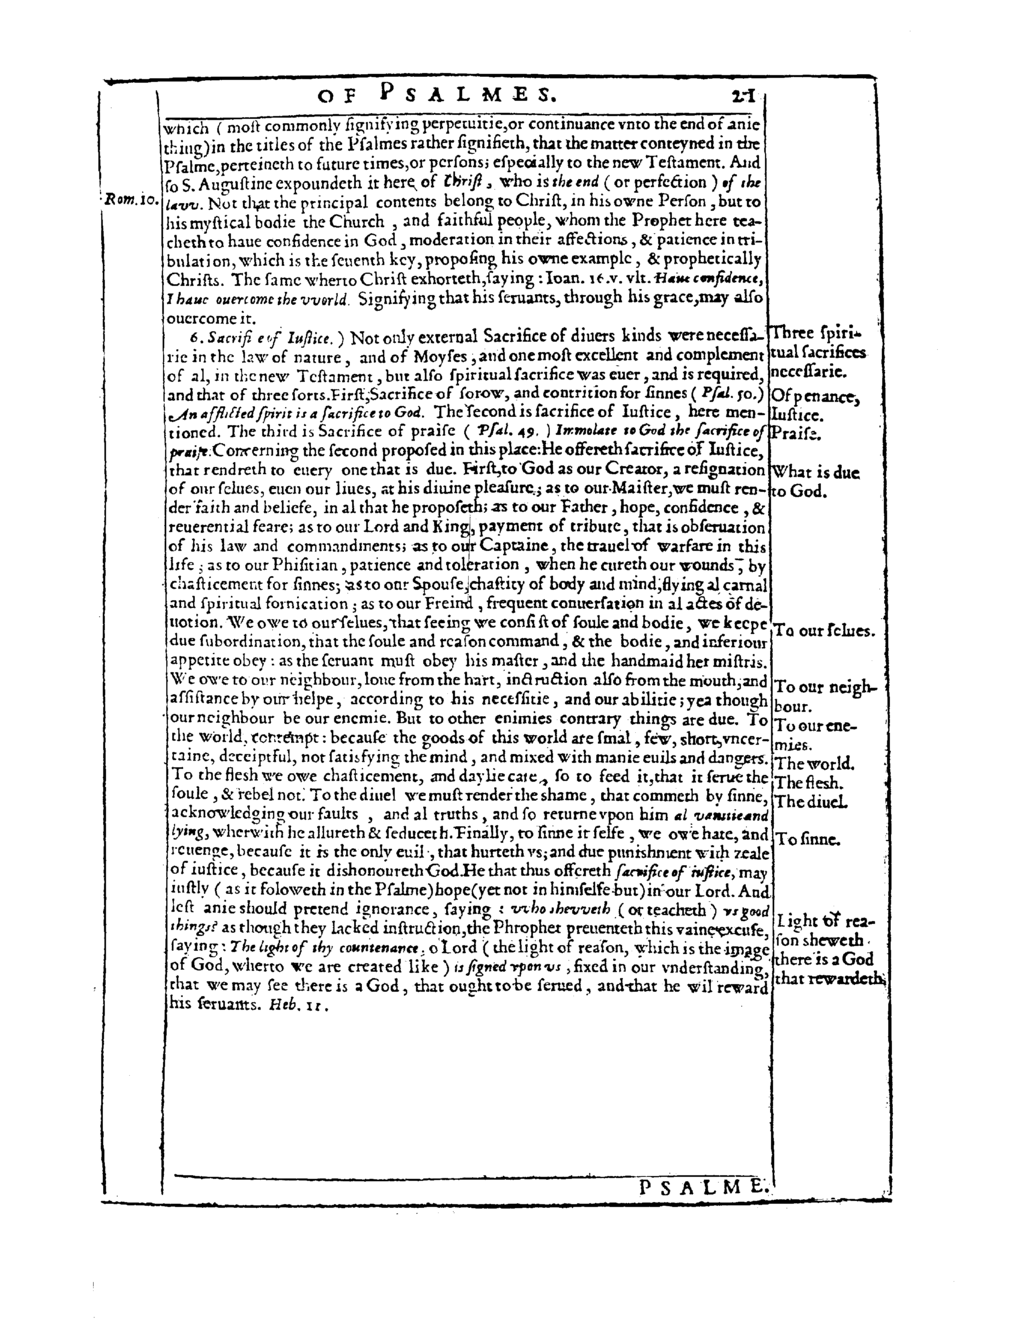 OF PSALMES. 21
which ( moſt commonly ſignifying perpetuitie,or continuance vnto the end of anie
thing)in the titles of the Pſalmes rather ſignifieth, that the matter conteyned in the
Pſalme,perteineth to future times,or perſons; eſpecially to the new Teſtament. And
ſo S. Auguſtine expoundeth it here, of Chriſt, who is the end ( or perfection ) of the
Rom. 10.
lavv. Not that the principal contents belong to Chriſt, in his owne Perſon , but to
his myſtical bodie the Church , and faithful people, whom the Prophet here tea-
cheth to haue confidence in God , moderation in their affections , & patience in tri-
bulation, which is the ſeuenth key, propoſing his owne example, & prophetically
Chriſts. The ſame wherto Chriſt exhorteth,ſaying : Ioan. 16.v. vlt. Haue confidence,
I haue ouercome the vvorld. Signifying that his ſeruants, through his grace,may alſo
ouercome it.
6. Sacrifi e of Iuſtice. ) Not only external Sacrifice of diuers kinds were neceſſa-
Three ſpiri-
rie in the law of nature , and of Moyſes , and one moſt excellent and complement
tual ſacrifices
of al, in the new Teſtament , but alſo ſpiritual ſacrifice was euer , and is required,
neceſſarie.
and that of three ſorts.Firſt,Sacrifice of ſorow, and contrition for ſinnes ( Pſal. 50.)
Of penance,
An afflicted ſpirit is a ſacrifice to God. The ſecond is ſacrifice of Iuſtice , here men-
Iuſtice.
tioned. The third is Sacrifice of praiſe ( Pſal. 49. ) Immolate to God the ſacrifice of
Praiſe.
praiſe.Concerning the ſecond propoſed in this place:He offereth ſacrifice of Iuſtice,
that rendreth to euery one that is due. Firſt,to God as our Creator, a reſignation
What is due
of our ſelues, euen our liues, at his diuine pleaſure; as to our Maiſter,we muſt ren-
to God.
der faith and beliefe, in al that he propoſeth; as to our Father , hope, confidence , &
reuerential feare; as to our Lord and King, payment of tribute, that is obſeruation
of his law and commandments; as to our Captaine , the trauel of warfare in this
life ; as to our Phiſitian , patience and toleration , when he cureth our wounds , by
chaſticement for ſinnes; as to our Spouſe,chaſtity of body and mind,flying al carnal
and ſpiritual fornication ; as to our Freind , frequent conuerſation in al actes of de-
uotion. We owe to ourſelues,that ſeeing we conſiſt of ſoule and bodie , we keepe
To our ſelues.
due ſubordination, that the ſoule and reaſon command , & the bodie , and inferiour
appetite obey : as the ſeruant muſt obey his maſter , and the handmaid her miſtris.
We owe to our neighbour, loue from the hart, inſtruction alſo from the mouth,and
To our neigh-
aſſiſtance by our helpe , according to his neceſſitie , and our abilitie ; yea though
bour.
our neighbour be our enemie. But to other enimies contrary things are due. To
To our ene-
the world, contempt : becauſe the goods of this world are ſmal , few, ſhort,vncer-
mies.
taine, deceiptful, not ſatisfying the mind , and mixed with manie euils and dangers.
The world.
To the fleſh we owe chaſticement, and daylie care, ſo to feed it,that it ſerue the
The fleſh.
ſoule , & rebel not. To the diuel we muſt render the shame , that commeth by ſinne,
The diuel.
acknowledging our faults , and al truths , and ſo returne vpon him al vanitie and
lying, wherwith he allureth & ſeduceth. Finally, to ſinne it ſelfe , we owe hate, and
To ſinne.
reuenge, becauſe it is the only euil , that hurteth vs; and due punishment with zeale
of iuſtice , becauſe it dishonoureth God.He that thus offereth ſacrifice of iuſtice, may
iuſtly ( as it foloweth in the Pſalme)hope(yet not in himſelfe but)in our Lord. And
leſt anie should pretend ignorance, ſaying : vvho shevveth ( or teacheth ) vs good
things? as though they lacked inſtruction,the Phrophet preuenteth this vaine excuſe,
Light of rea-
ſaying : The light of thy countenance , o Lord ( the light of reaſon, which is the image
ſon sheweth
of God, wherto we are created like ) is ſigned vpon vs , fixed in our vnderſtanding,
there is a God
that we may ſee there is a God , that ought to be ſerued , and that he wil reward
that rewardeth
his ſeruants. Heb. 11.
PSALME.